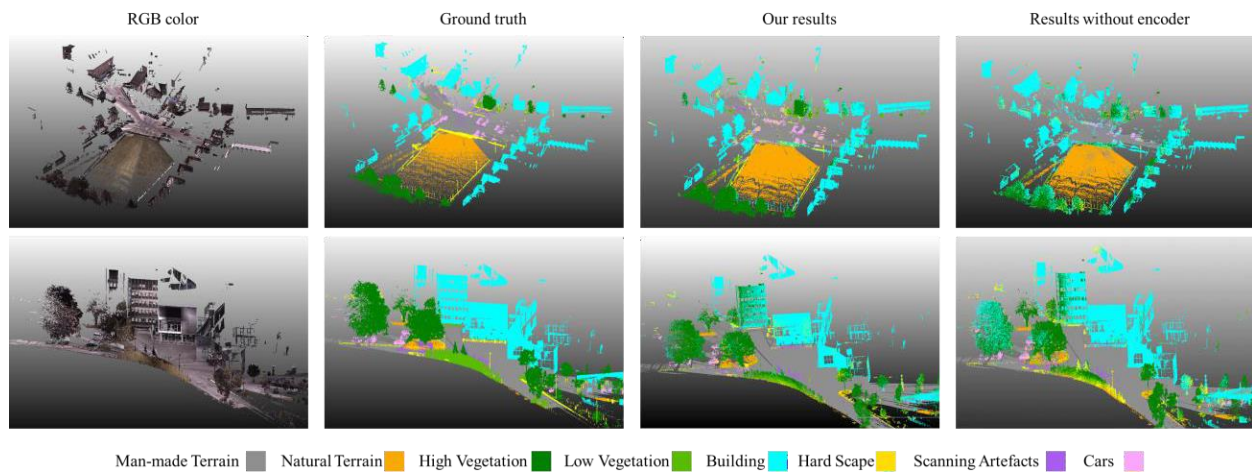 RGB color Ground truth Our results Results without encoder
Man-made Terrain Natural Terrain High Vegetation Low Vegetation Building Hard Scape Scanning Artefacts Cars